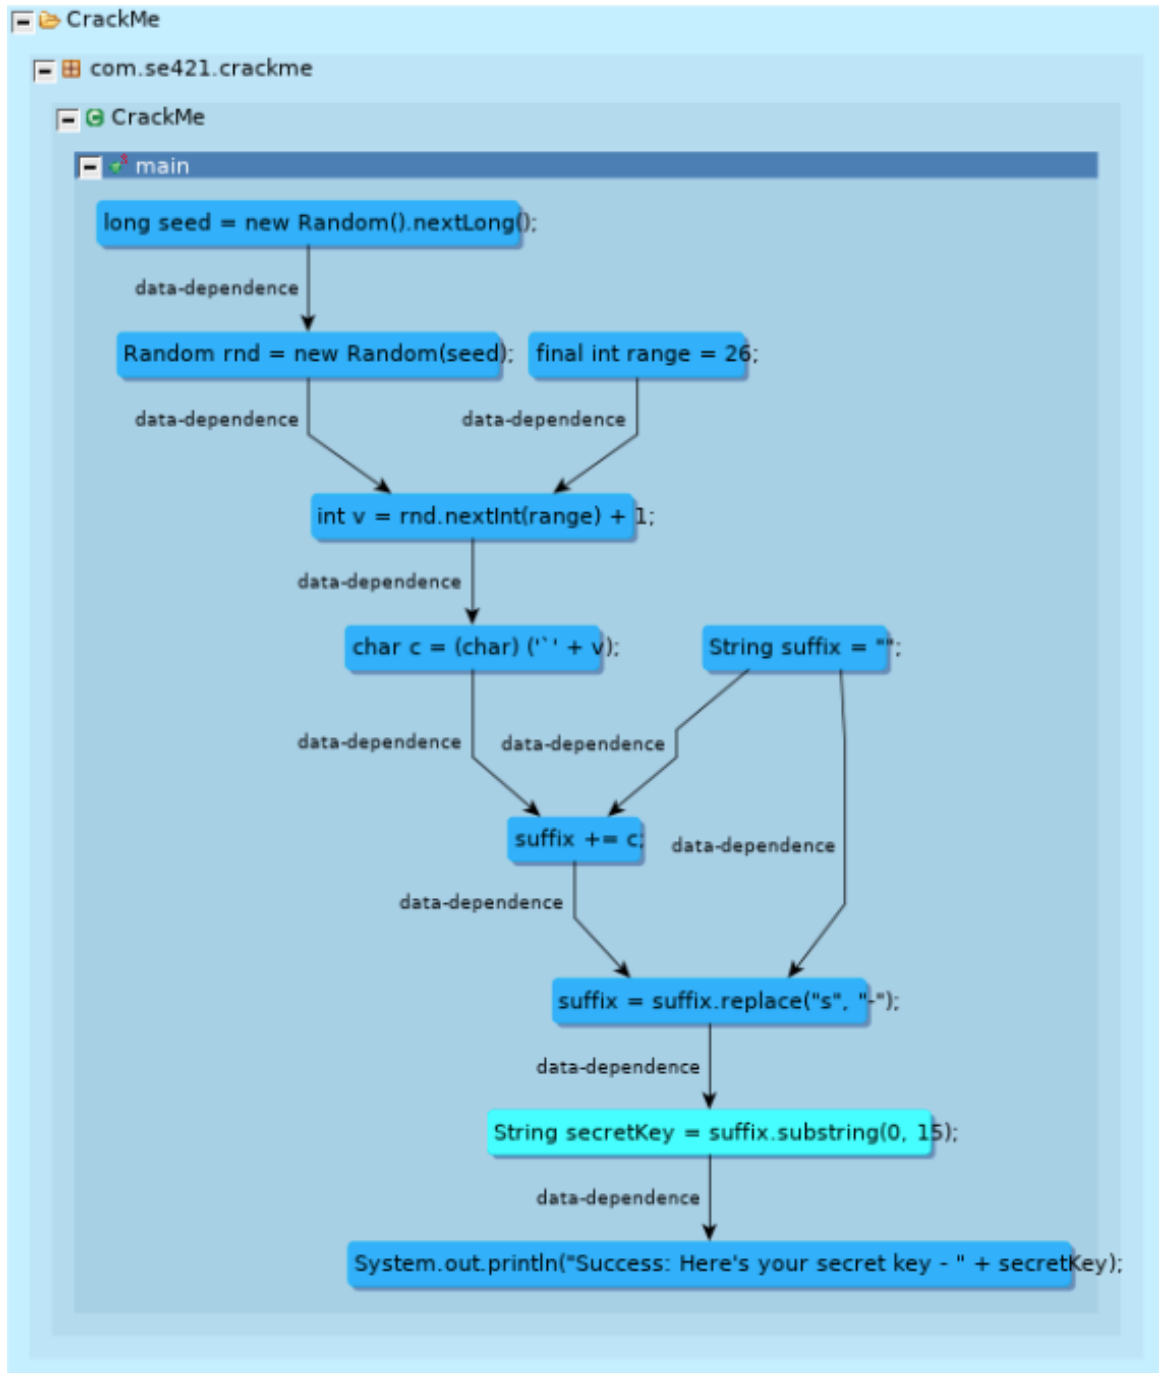 CrackMe
com.se421.crackme
CrackMe
main
long seed = new Random().nextLong();
data-dependence
Random rnd = new Random(seed);
final int range = 26;
data-dependence
data-dependence
int v = rnd.nextInt(range) + 1;
data-dependence
char c = (char) ('`' + v);
String suffix = "";
data-dependence
data-dependence
suffix += c;
data-dependence
data-dependence
suffix = suffix.replace("s", "-");
data-dependence
String secretKey = suffix.substring(0, 15);
data-dependence
System.out.println("Success: Here's your secret key - " + secretKey);